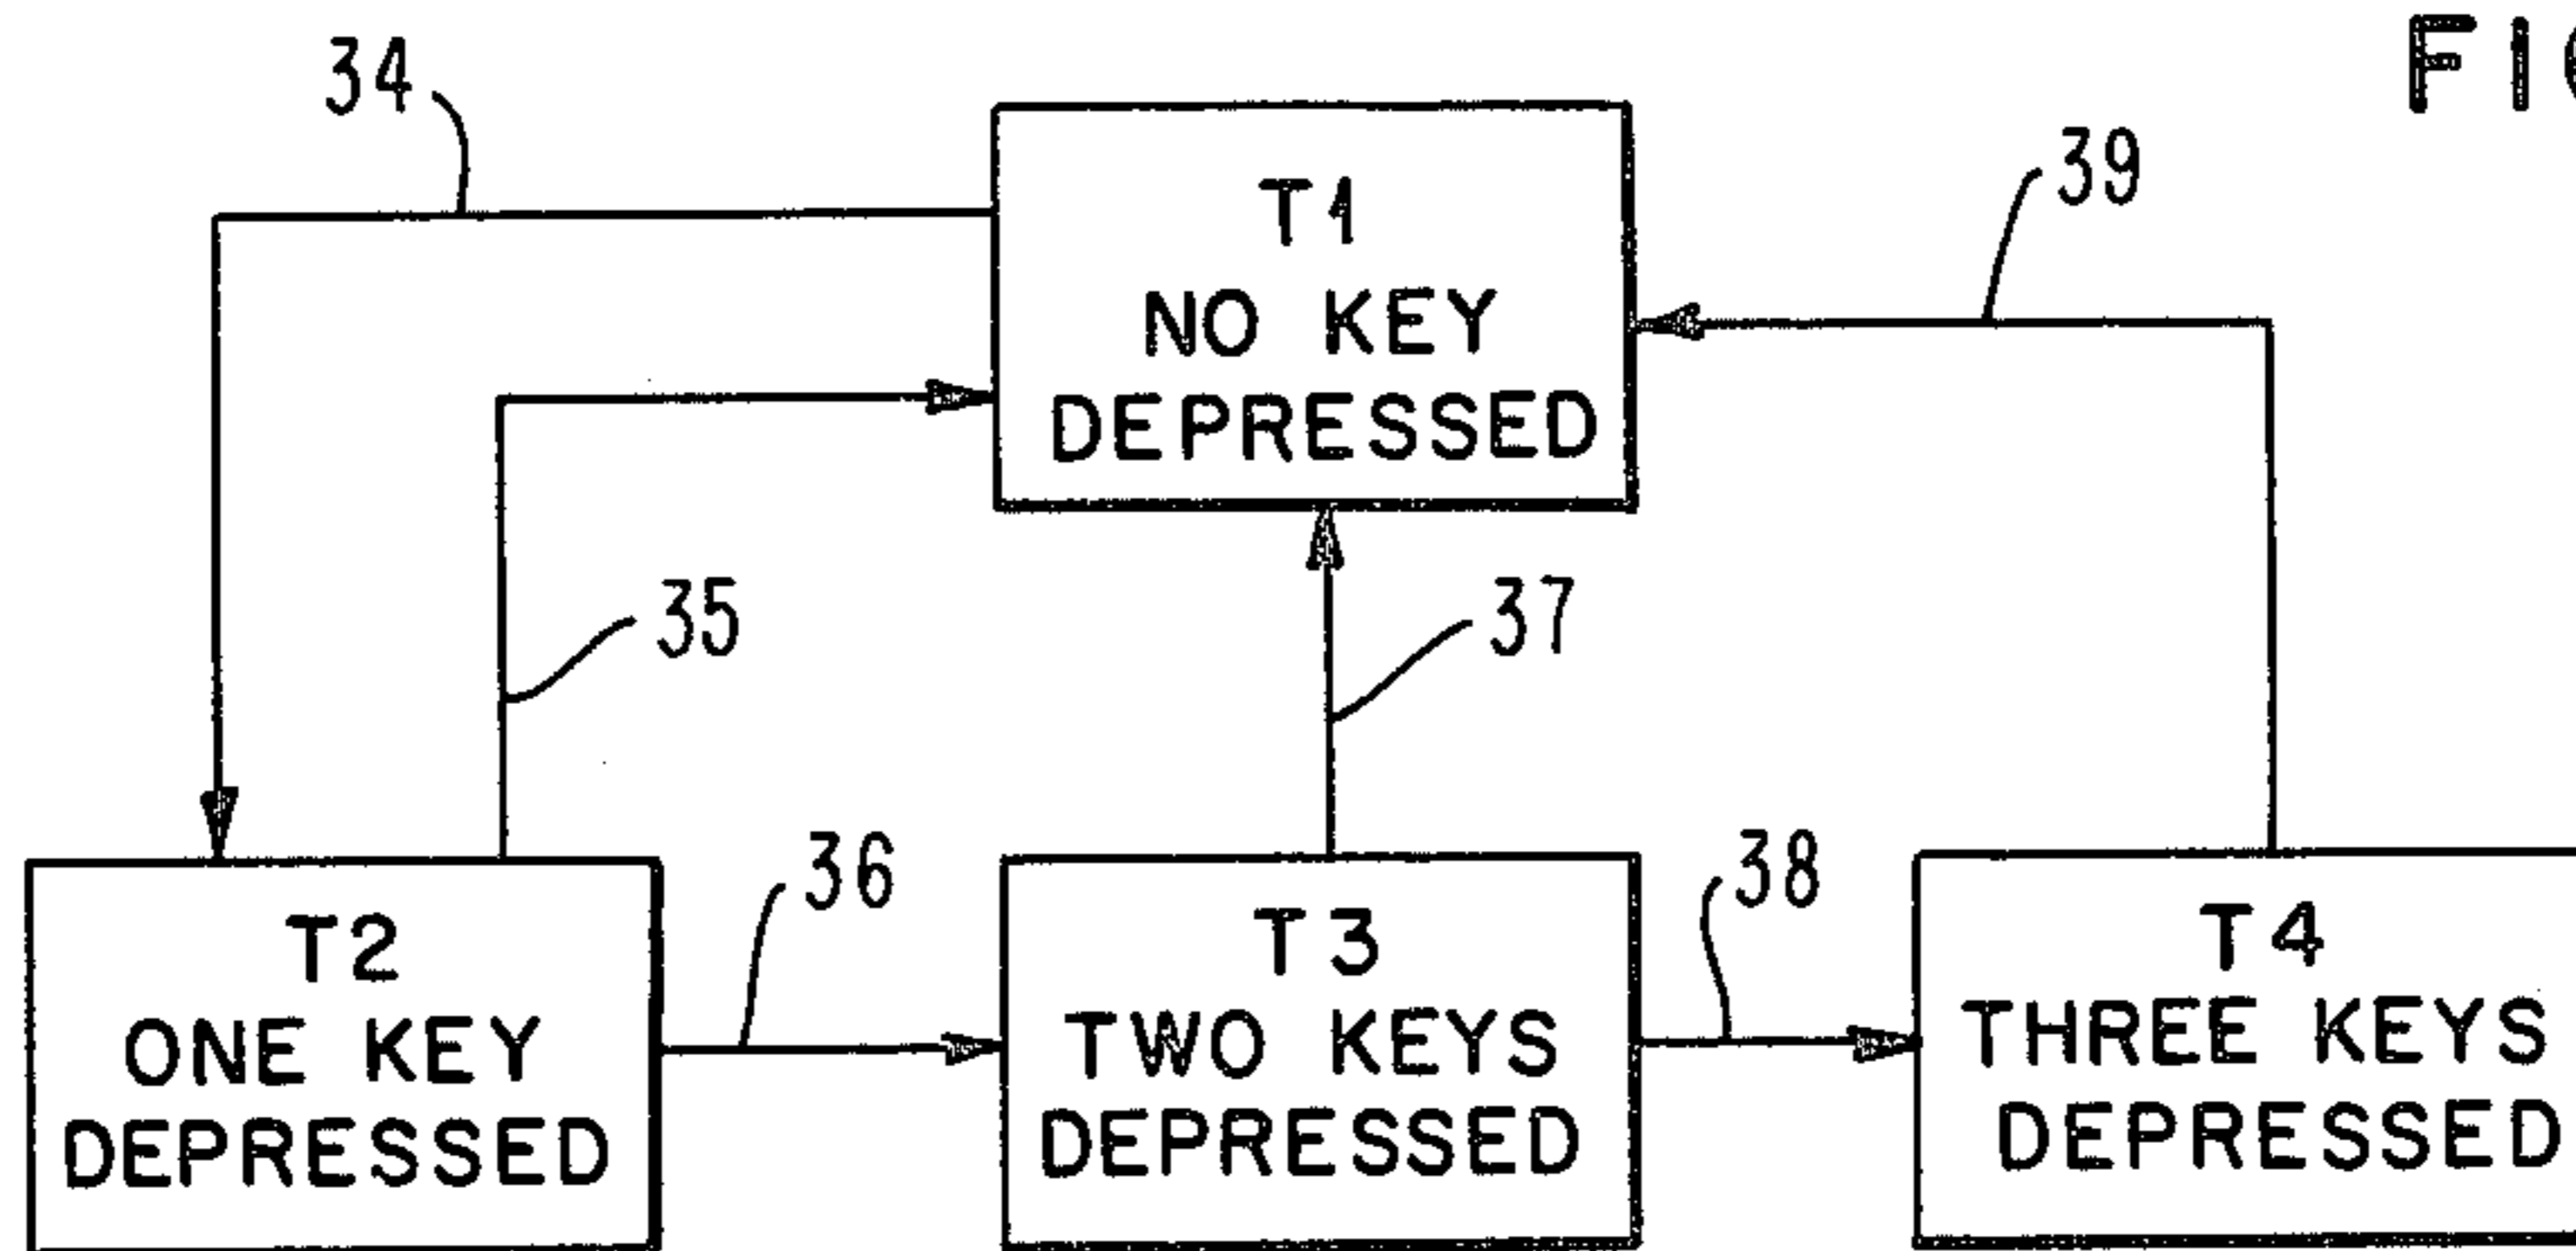 34
FIG
39
T1
NO KEY
DEPRESSED
35
37
36
38
T2
ONE KEY
DEPRESSED
T3
TWO KEYS
DEPRESSED
T4
THREE KEYS
DEPRESSED